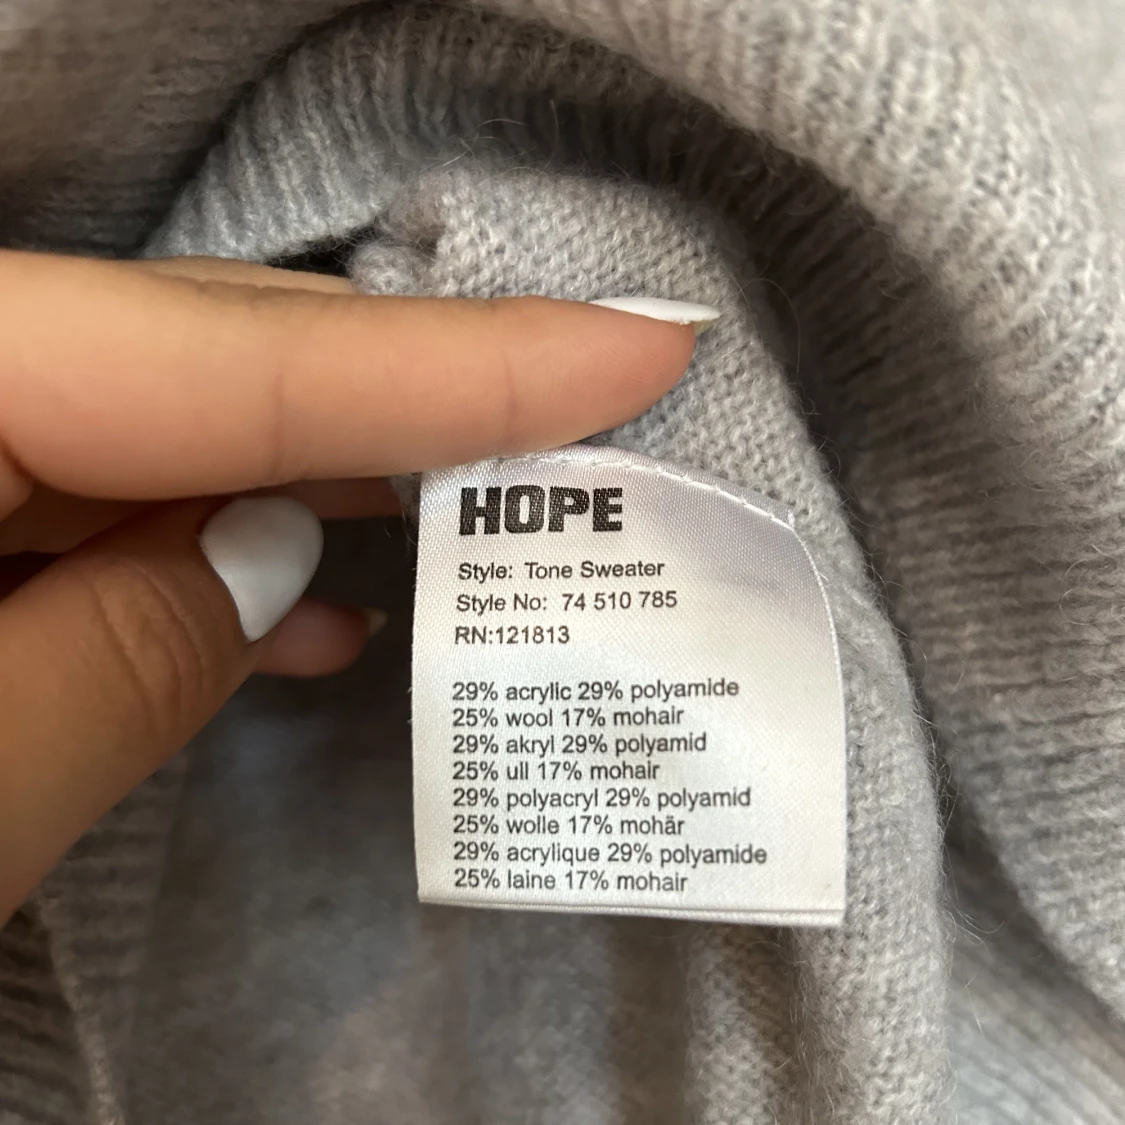 HOPE
Style: Tone Sweater
Style No: 74 510 785
RN:121813
29% acrylic 29% polyamide
25% wool 17% mohair
29% akryl 29% polyamid
25% ull 17% mohair
29% polyacryl 29% polyamid
25% wolle 17% mohär
29% acrylique 29% polyamide
25% laine 17% mohair